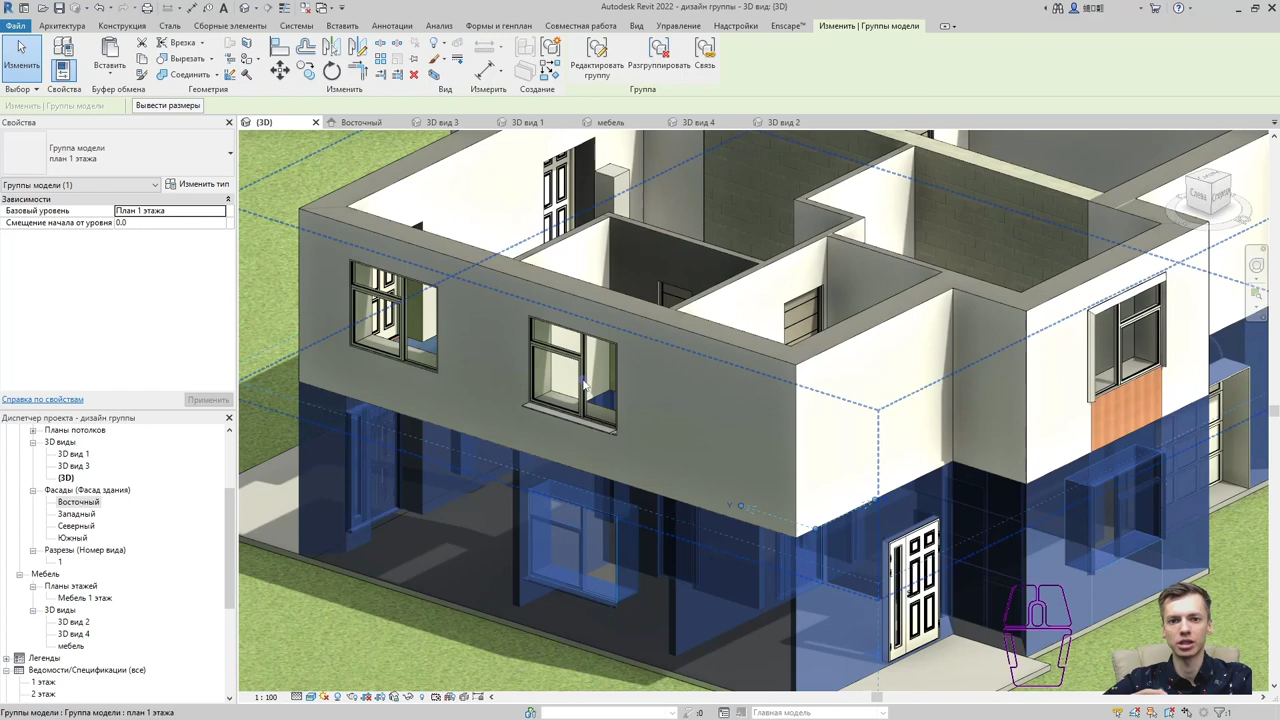 Autodesk Revit 2022 - дизайн группы - 3D вид: {3D}
Файл Архитектура Конструкция Сталь Сборные элементы Системы Вставить Аннотации Анализ Формы и генплан Совместная работа Вид Управление Настройки Enscape™ Изменить | Группы модели
Врезка
Вырезать
Соединить
Изменить Вставить Редактировать группу Разгруппировать Связь
Выбор Свойства Буфер обмена Геометрия Изменить Вид Измерить Создание Группа
Изменить | Группы модели Вывести размеры
Свойства {3D} Восточный 3D вид 3 3D вид 1 мебель 3D вид 4 3D вид 2
Группа модели
план 1 этажа
Группы модели (1) Изменить тип
Зависимости
Базовый уровень План 1 этажа
Смещение начала от уровня 0.0
Справка по свойствам Применить
Диспетчер проекта - дизайн группы
Планы потолков
3D виды
3D вид 1
3D вид 3
{3D}
Фасады (Фасад здания)
Восточный
Западный
Северный
Южный
Разрезы (Номер вида)
1
Мебель
Планы этажей
Мебель 1 этаж
3D виды
3D вид 2
3D вид 4
мебель
Легенды
Ведомости/Спецификации (все)
1 этаж
2 этаж
1 : 100
Группы модели : Группа модели : план 1 этажа :0 Главная модель :1